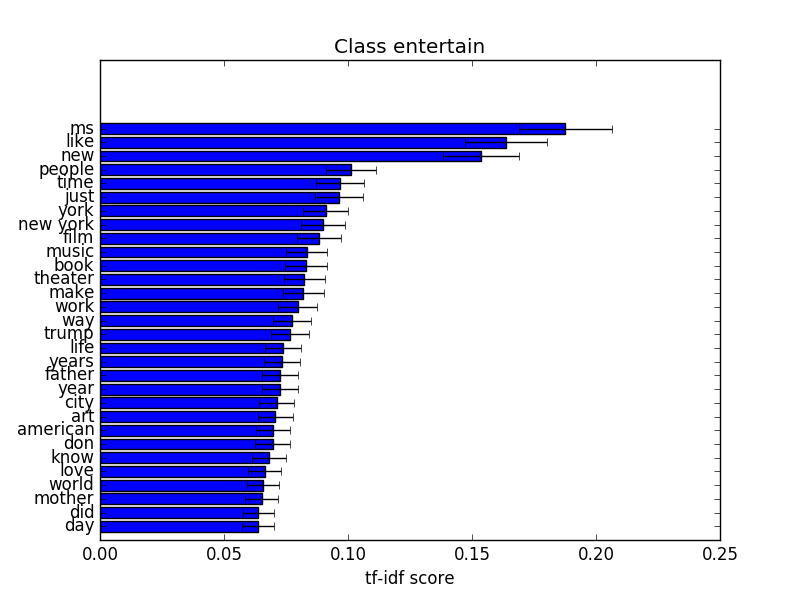 Class entertain
ms
like
new
people
time
just
york
new york
film
music
book
theater
make
work
way
trump
life
years
father
year
city
art
american
don
know
love
world
mother
did
day
0.00 0.05 0.10 0.15 0.20 0.25
tf-idf score